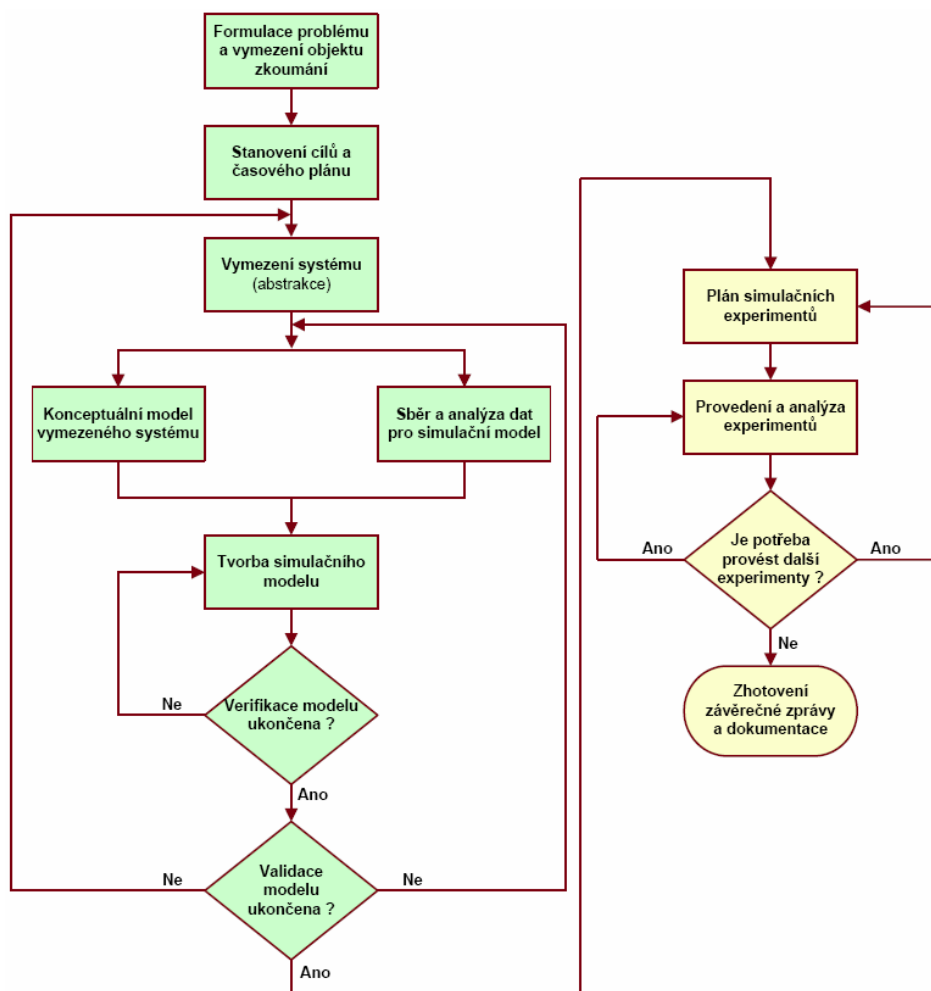 Formulace problému
a vymezení objektu
zkoumání
Stanovení cílů a
časového plánu
Vymezení systému
(abstrakce)
Konceptuální model
vymezeného systému
Sběr a analýza dat
pro simulační model
Tvorba simulačního
modelu
Ne
Verifikace modelu
ukončena ?
Ano
Ne
Validace
modelu
ukončena ?
Ne
Ano
Plán simulačních
experimentů
Provedení a analýza
experimentů
Ano
Je potřeba
provést další
experimenty ?
Ano
Ne
Zhotovení
závěrečné zprávy
a dokumentace